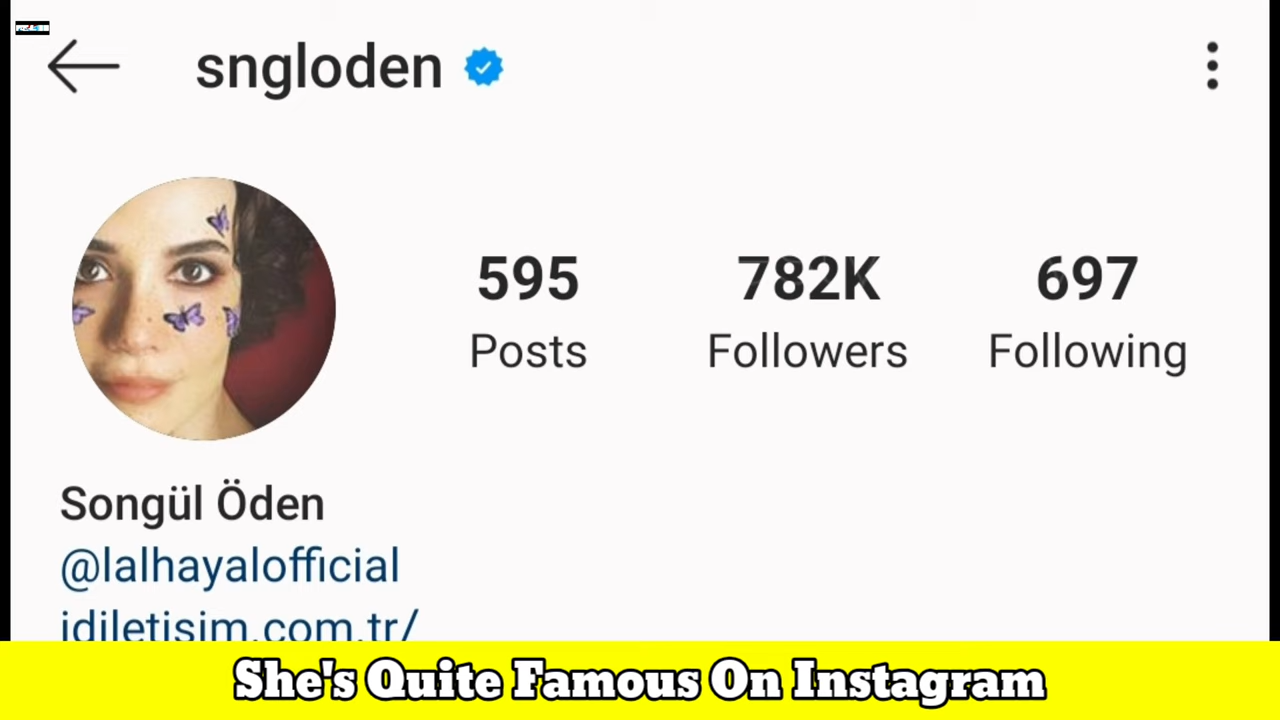 sngloden
595 782K 697
Posts Followers Following
Songül Öden
@lalhayalofficial
idiletisim.com.tr/
She's Quite Famous On Instagram